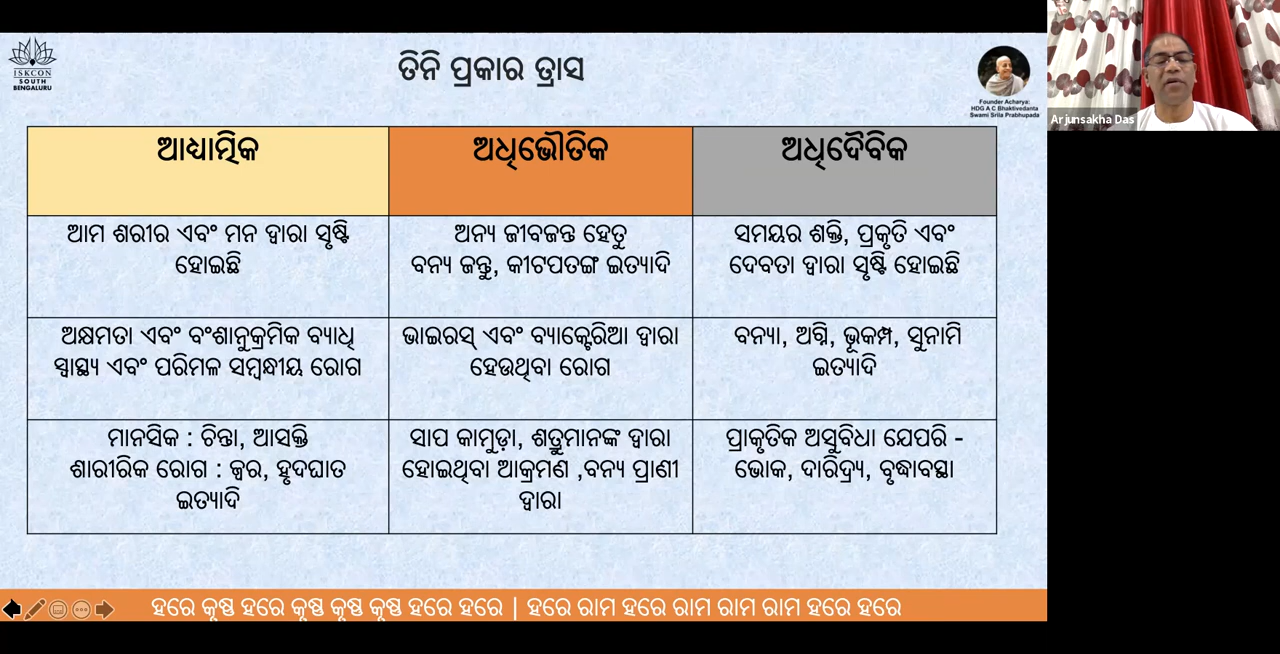 ISKCON
SOUTH
BENGALURU
ତିନି ପ୍ରକାର ତ୍ରାସ
Founder Acharya:
HDG A C Bhaktivedanta
Swami Srila Prabhupada
Arjunsakha Das
ଆଧ୍ୟାତ୍ମିକ
ଅଧିଭୌତିକ
ଅଧିଦୈବିକ
ଆମ ଶରୀର ଏବଂ ମନ ଦ୍ୱାରା ସୃଷ୍ଟି
ହୋଇଛି
ଅନ୍ୟ ଜୀବଜନ୍ତ ହେତୁ
ବନ୍ୟ ଜନ୍ତୁ, କୀଟପତଙ୍ଗ ଇତ୍ୟାଦି
ସମୟର ଶକ୍ତି, ପ୍ରକୃତି ଏବଂ
ଦେବତା ଦ୍ୱାରା ସୃଷ୍ଟି ହୋଇଛି
ଅକ୍ଷମତା ଏବଂ ବଂଶାନୁକ୍ରମିକ ବ୍ୟାଧି
ସ୍ୱାସ୍ଥ୍ୟ ଏବଂ ପରିମଳ ସମ୍ବନ୍ଧୀୟ ରୋଗ
ଭାଇରସ୍ ଏବଂ ବ୍ୟାକ୍ଟେରିଆ ଦ୍ୱାରା
ହେଉଥିବା ରୋଗ
ବନ୍ୟା, ଅଗ୍ନି, ଭୂକମ୍ପ, ସୁନାମି
ଇତ୍ୟାଦି
ମାନସିକ : ଚିନ୍ତା, ଆସକ୍ତି
ଶାରୀରିକ ରୋଗ : ଜ୍ୱର, ହୃଦଘାତ
ଇତ୍ୟାଦି
ସାପ କାମୁଡ଼ା, ଶତ୍ରୁମାନଙ୍କ ଦ୍ୱାରା
ହୋଇଥିବା ଆକ୍ରମଣ ,ବନ୍ୟ ପ୍ରାଣୀ
ଦ୍ୱାରା
ପ୍ରାକୃତିକ ଅସୁବିଧା ଯେପରି -
ଭୋକ, ଦାରିଦ୍ର୍ୟ, ବୃଦ୍ଧାବସ୍ଥା
ହରେ କୃଷ୍ଣ ହରେ କୃଷ୍ଣ କୃଷ୍ଣ କୃଷ୍ଣ ହରେ ହରେ | ହରେ ରାମ ହରେ ରାମ ରାମ ରାମ ହରେ ହରେ